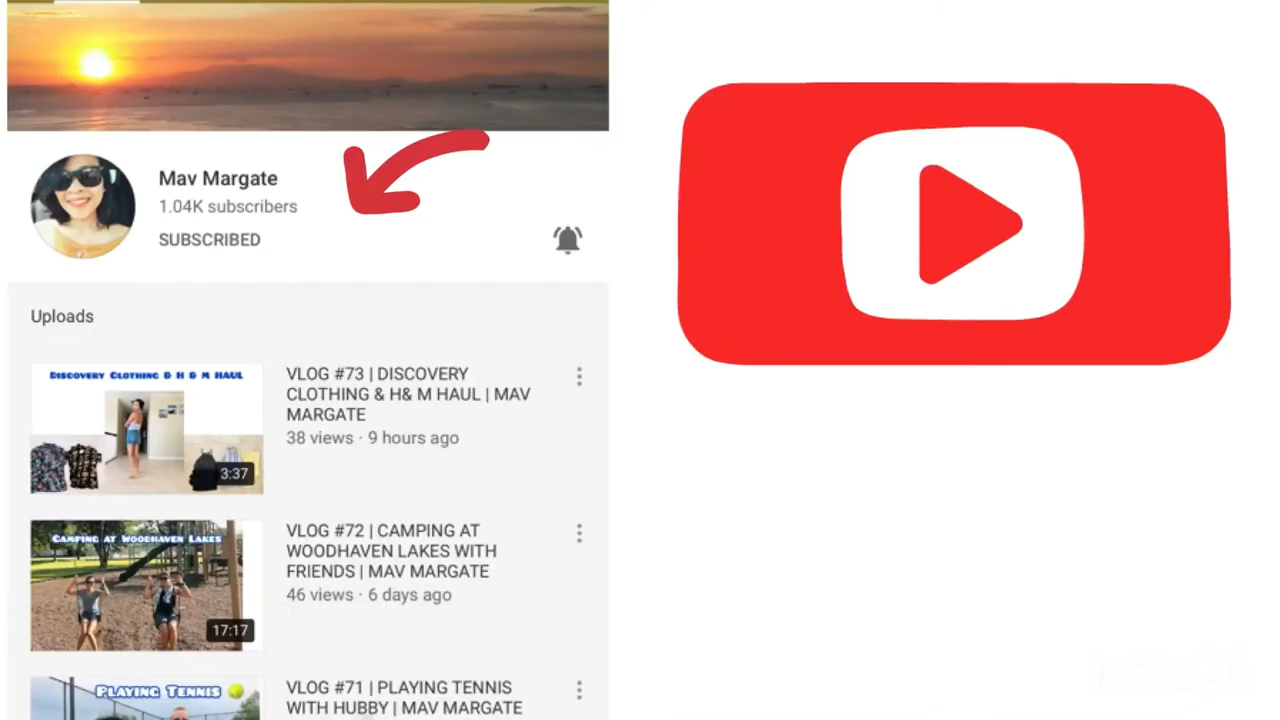 Mav Margate
1.04K subscribers
SUBSCRIBED
Uploads
DISCOVERY CLOTHING & H & M HAUL
3:37
VLOG #73 | DISCOVERY
CLOTHING & H& M HAUL | MAV
MARGATE
38 views · 9 hours ago
CAMPING AT WOODHAVEN LAKES
17:17
VLOG #72 | CAMPING AT
WOODHAVEN LAKES WITH
FRIENDS | MAV MARGATE
46 views · 6 days ago
PLAYING TENNIS
VLOG #71 | PLAYING TENNIS
WITH HUBBY | MAV MARGATE